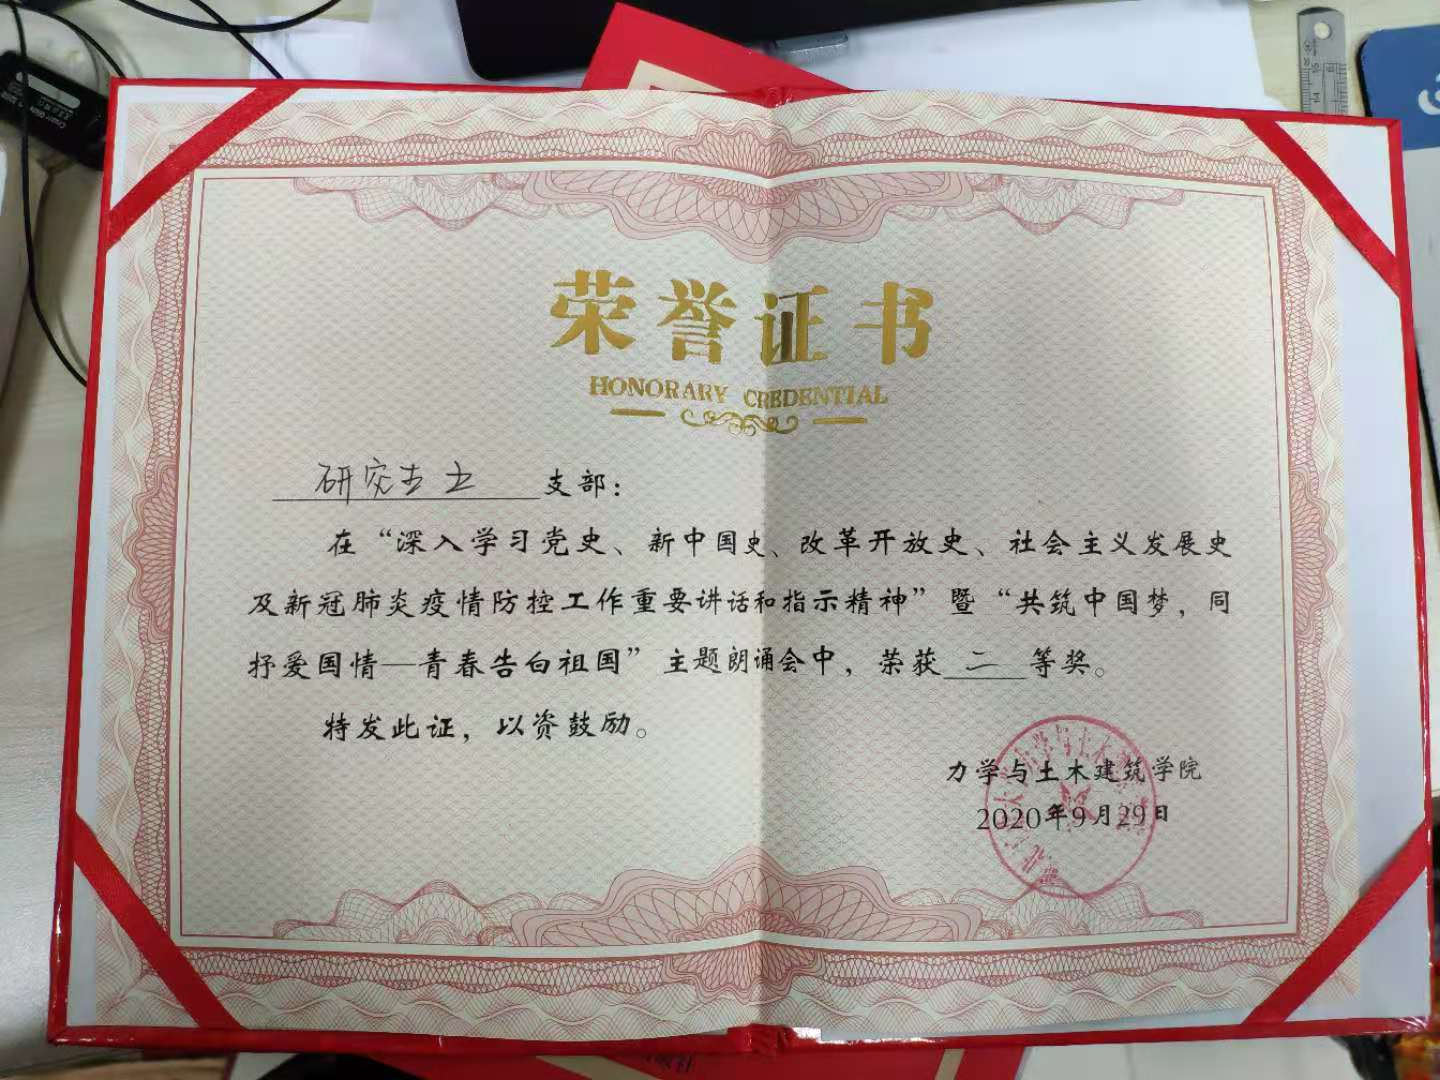 荣誉证书
HONORARY CREDENTIAL
研究生五支部：
在“深入学习党史、新中国史、改革开放史、社会主义发展史
及新冠肺炎疫情防控工作重要讲话和指示精神”暨“共筑中国梦，同
抒爱国情—青春告白祖国”主题朗诵会中，荣获二等奖。
特发此证，以资鼓励。
力学与土木建筑学院
2020年9月29日